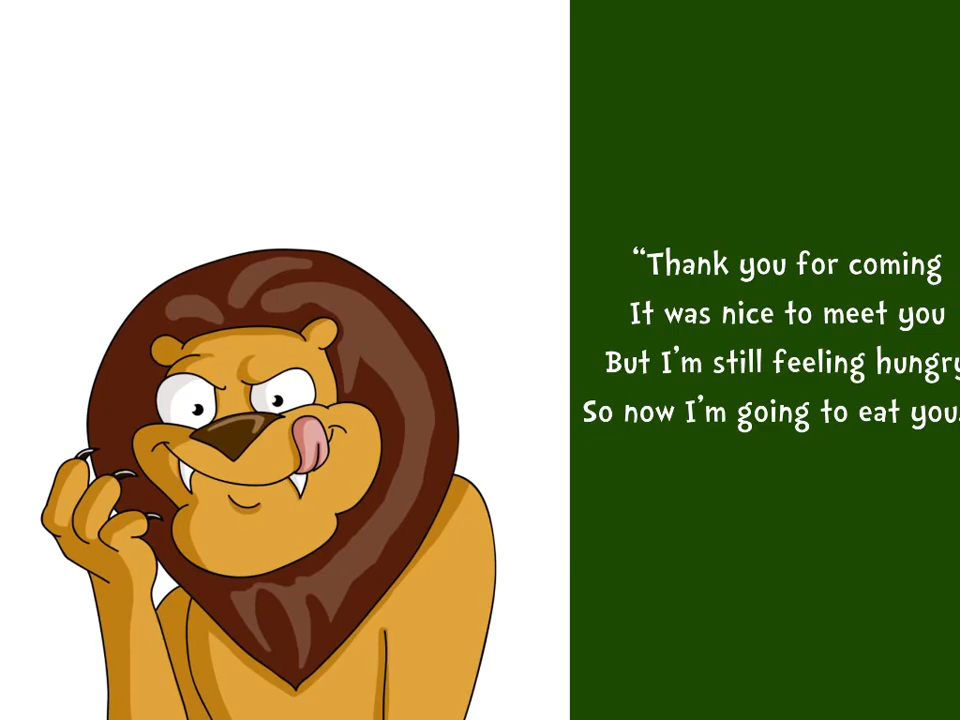 “Thank you for coming
It was nice to meet you
But I’m still feeling hungry
So now I’m going to eat you.